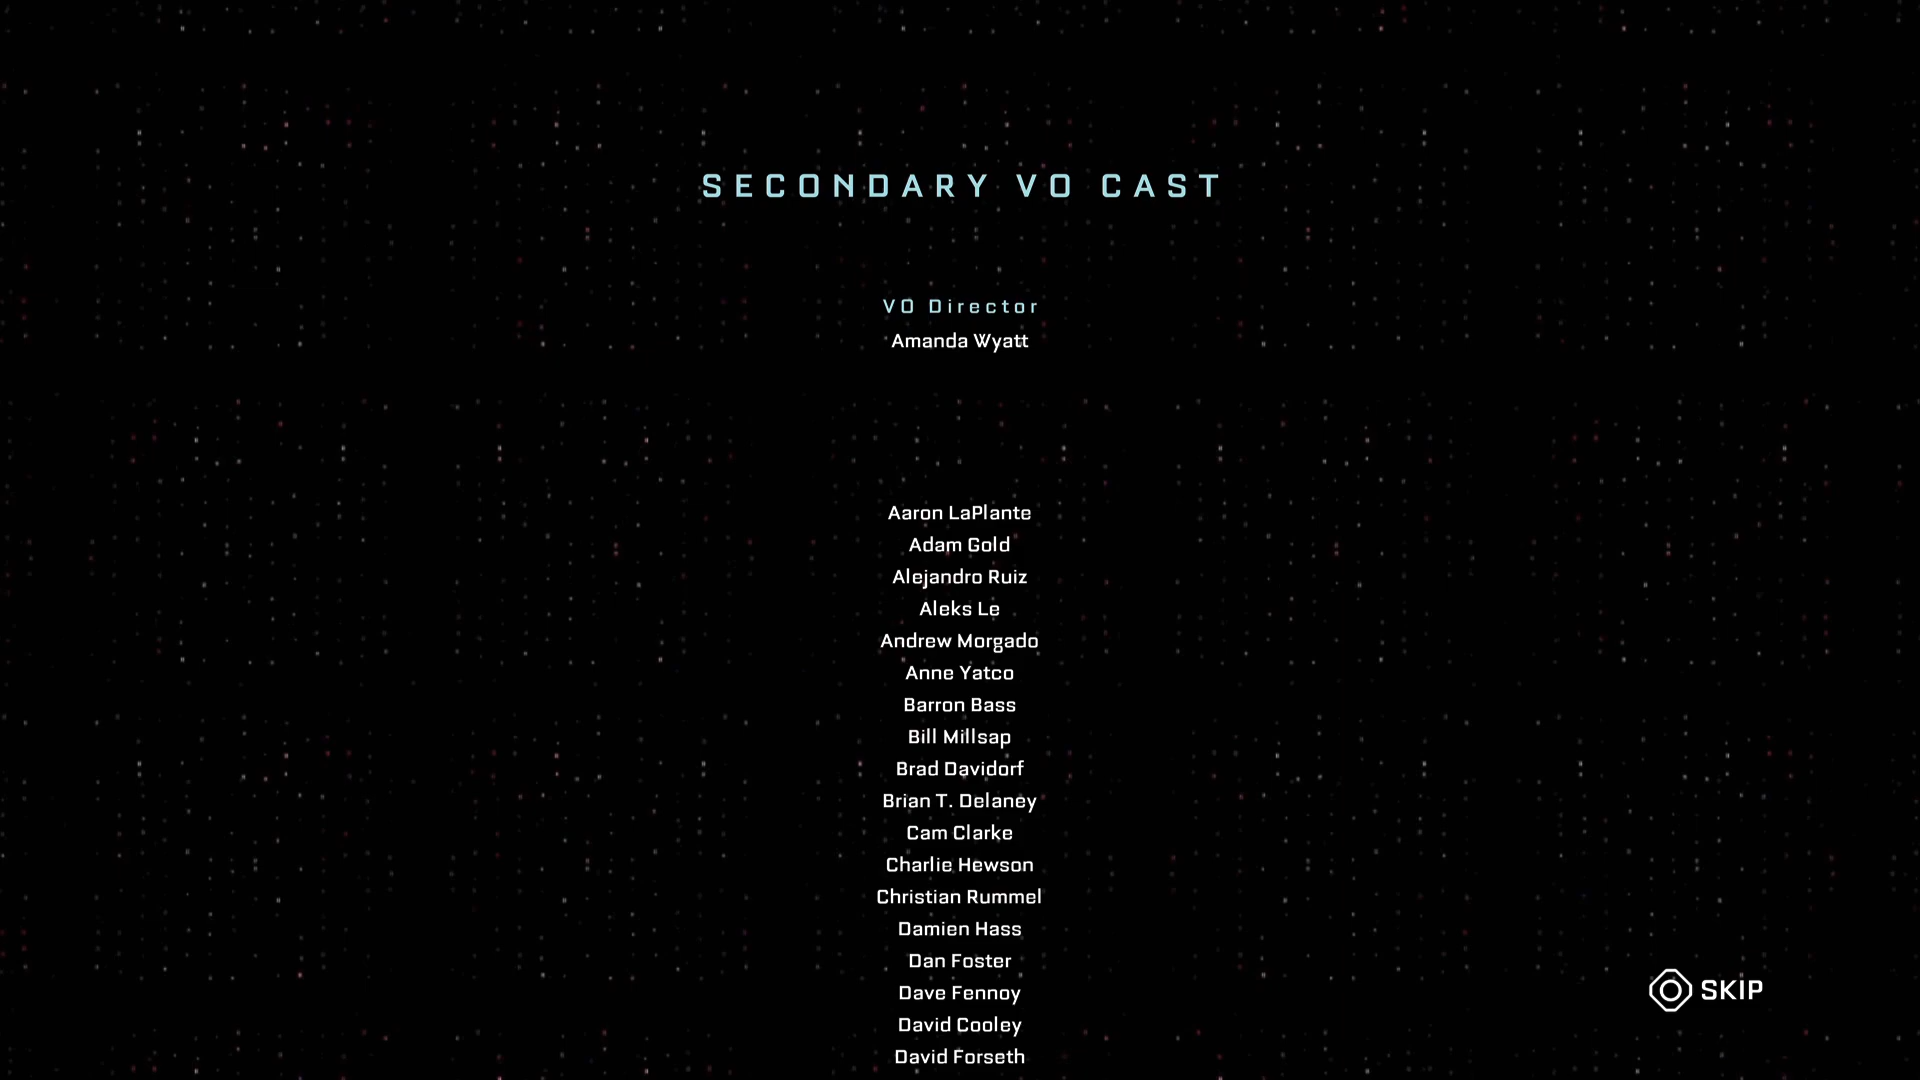 SECONDARY VO CAST
VO Director
Amanda Wyatt
Aaron LaPlante
Adam Gold
Alejandro Ruiz
Aleks Le
Andrew Morgado
Anne Yatco
Barron Bass
Bill Millsap
Brad Davidorf
Brian T. Delaney
Cam Clarke
Charlie Hewson
Christian Rummel
Damien Hass
Dan Foster
Dave Fennoy
SKIP
David Cooley
David Forseth